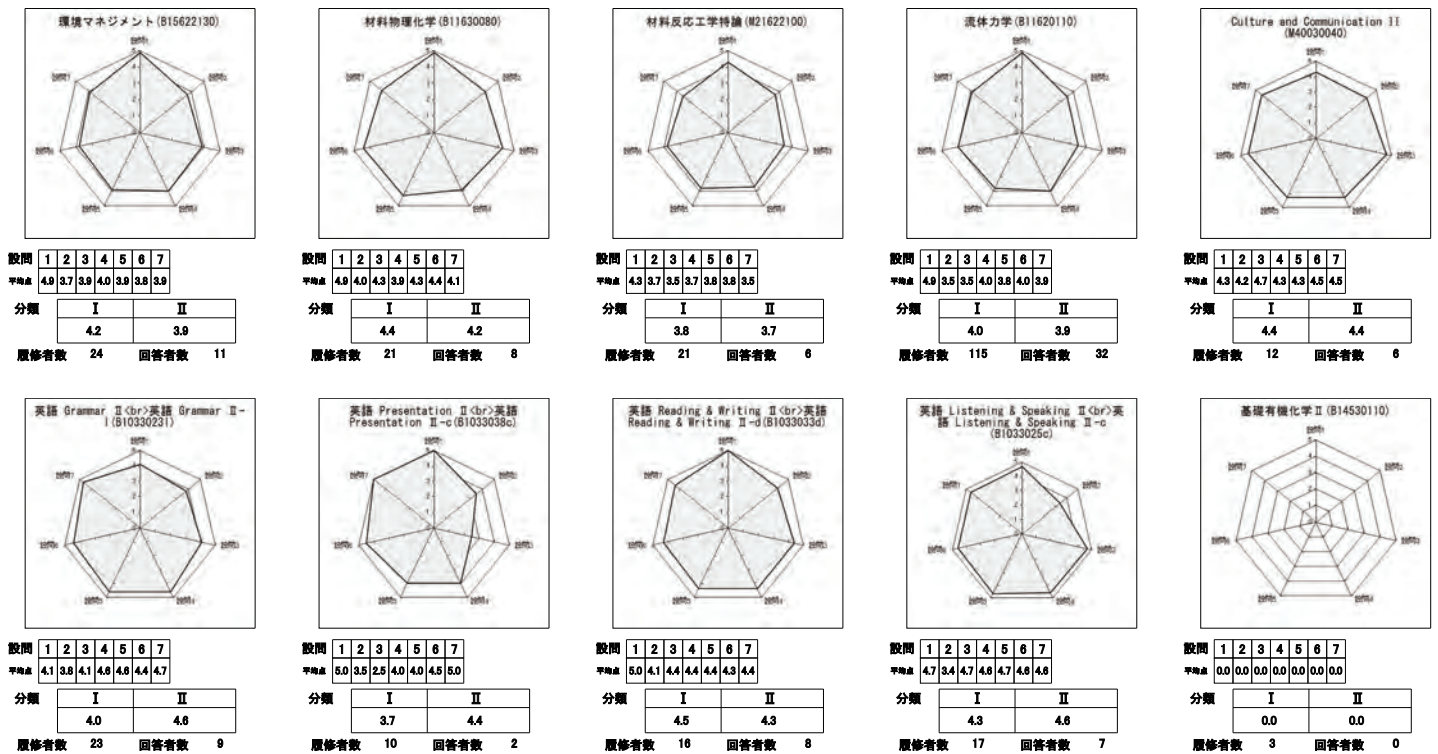 環境マネジメント(B15622130)
設問 1 2 3 4 5 6 7
平均点 4.9 3.7 3.9 4.0 3.9 3.8 3.9
分類 I II
4.2 3.9
履修者数 24 回答者数 11
材料物理化学(B11630080)
設問 1 2 3 4 5 6 7
平均点 4.9 4.0 4.3 3.9 4.3 4.4 4.1
分類 I II
4.4 4.2
履修者数 21 回答者数 8
材料反応工学特論(M21622100)
設問 1 2 3 4 5 6 7
平均点 4.3 3.7 3.5 3.7 3.8 3.8 3.5
分類 I II
3.8 3.7
履修者数 21 回答者数 6
流体力学(B11620110)
設問 1 2 3 4 5 6 7
平均点 4.9 3.5 3.5 4.0 3.8 4.0 3.9
分類 I II
4.0 3.9
履修者数 115 回答者数 32
Culture and Communication II
(M40030040)
設問 1 2 3 4 5 6 7
平均点 4.3 4.2 4.7 4.3 4.3 4.5 4.5
分類 I II
4.4 4.4
履修者数 12 回答者数 6
英語 Grammar Ⅱ<br>英語 Grammar Ⅱ-
l(B1033023l)
設問 1 2 3 4 5 6 7
平均点 4.1 3.8 4.1 4.6 4.6 4.4 4.7
分類 I II
4.0 4.6
履修者数 23 回答者数 9
英語 Presentation Ⅱ<br>英語
Presentation Ⅱ-c(B1033038c)
設問 1 2 3 4 5 6 7
平均点 5.0 3.5 2.5 4.0 4.0 4.5 5.0
分類 I II
3.7 4.4
履修者数 10 回答者数 2
英語 Reading & Writing Ⅱ<br>英語
Reading & Writing Ⅱ-d(B1033033d)
設問 1 2 3 4 5 6 7
平均点 5.0 4.1 4.4 4.4 4.4 4.3 4.4
分類 I II
4.5 4.3
履修者数 16 回答者数 8
英語 Listening & Speaking Ⅱ<br>英
語 Listening & Speaking Ⅱ-c
(B1033025c)
設問 1 2 3 4 5 6 7
平均点 4.7 3.4 4.7 4.6 4.7 4.6 4.6
分類 I II
4.3 4.6
履修者数 17 回答者数 7
基礎有機化学Ⅱ(B14530110)
設問 1 2 3 4 5 6 7
平均点 0.0 0.0 0.0 0.0 0.0 0.0 0.0
分類 I II
0.0 0.0
履修者数 3 回答者数 0